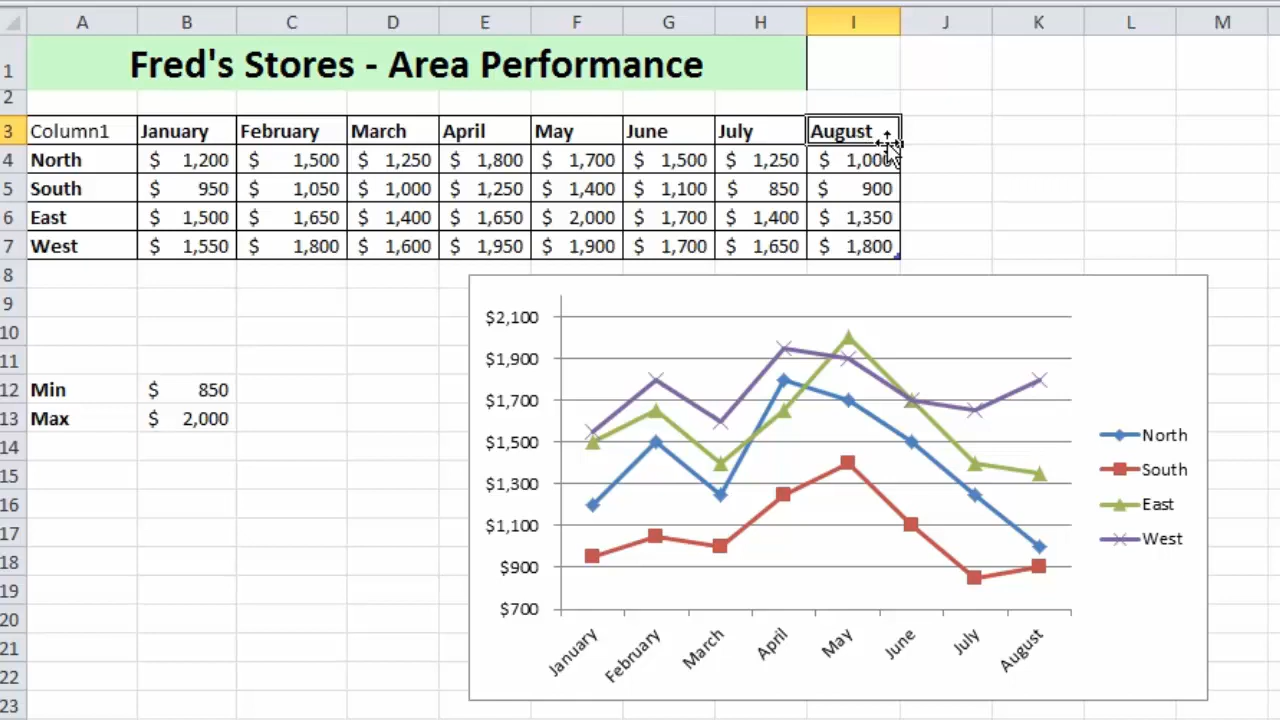 A B C D E F G H I J K L M
1 Fred's Stores - Area Performance
2
3 Column1 January February March April May June July August
4 North $ 1,200 $ 1,500 $ 1,250 $ 1,800 $ 1,700 $ 1,500 $ 1,250 $ 1,000
5 South $ 950 $ 1,050 $ 1,000 $ 1,250 $ 1,400 $ 1,100 $ 850 $ 900
6 East $ 1,500 $ 1,650 $ 1,400 $ 1,650 $ 2,000 $ 1,700 $ 1,400 $ 1,350
7 West $ 1,550 $ 1,800 $ 1,600 $ 1,950 $ 1,900 $ 1,700 $ 1,650 $ 1,800
8
9
10
11
12 Min $ 850
13 Max $ 2,000
14
15
16
17
18
19
20
21
22
23
$2,100
$1,900
$1,700
$1,500
$1,300
$1,100
$900
$700
January February March April May June July August
North
South
East
West